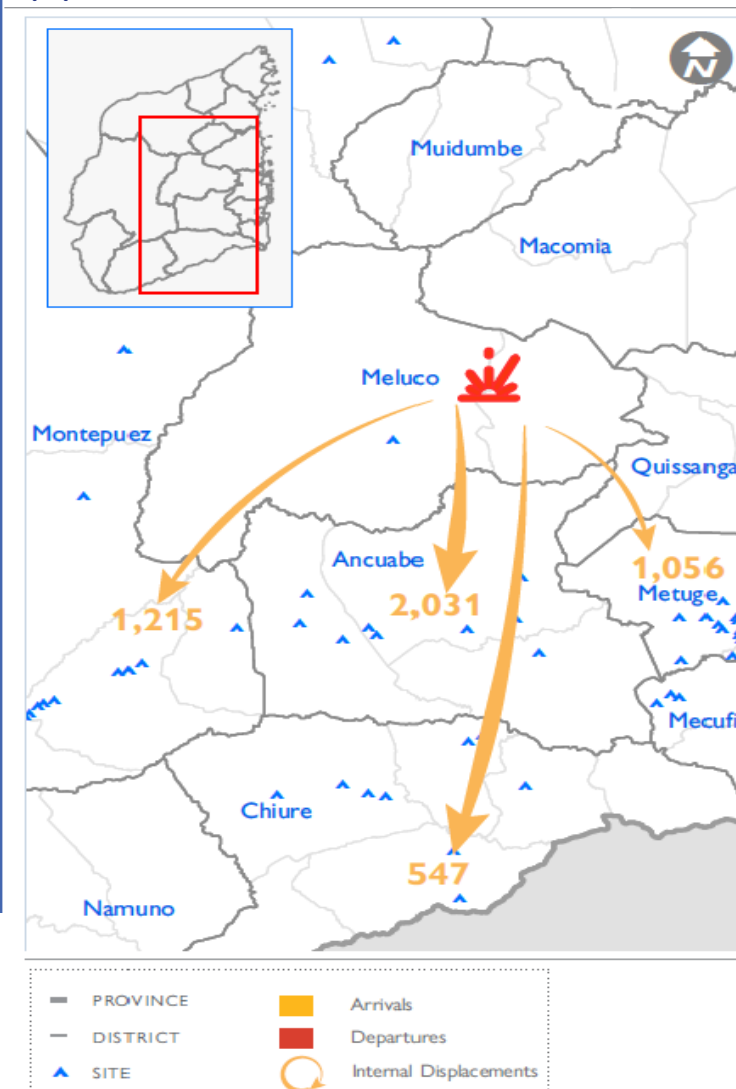 N
Muidumbe
Macomia
Meluco
Montepuez
Quissanga
Ancuabe
1,056
Metuge
2,031
1,215
Mecufi
Chiure
547
Namuno
PROVINCE
Arrivals
DISTRICT
Departures
SITE
Internal Displacements